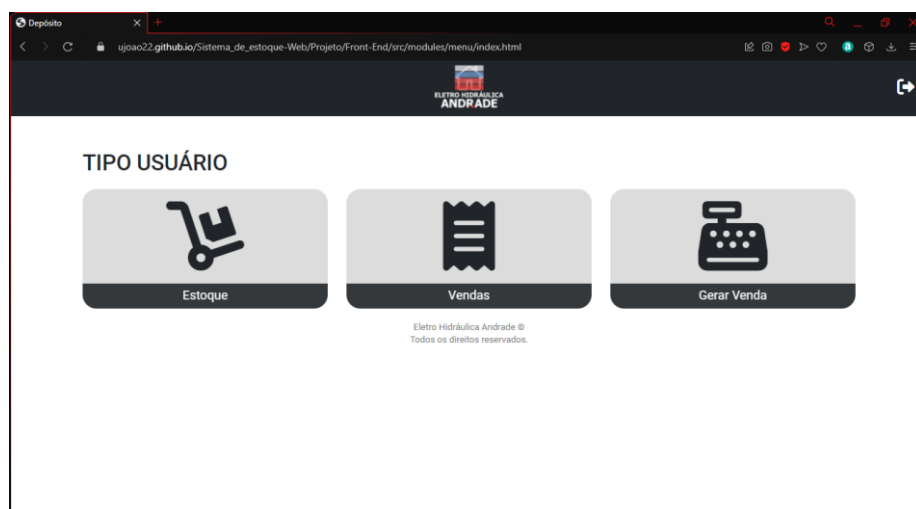 Depósito
ujoao22.github.io/Sistema_de_estoque-Web/Projeto/Front-End/src/modules/menu/index.html
ELETRO HIDRÁULICA
ANDRADE
TIPO USUÁRIO
Estoque
Vendas
Gerar Venda
Eletro Hidráulica Andrade ©
Todos os direitos reservados.